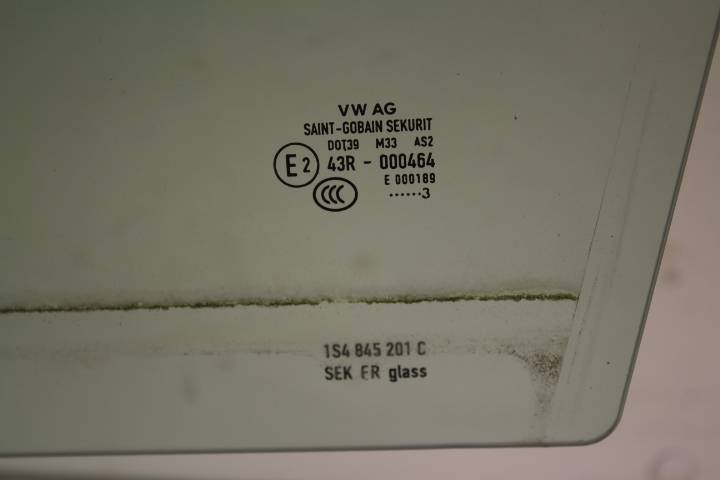 VW AG
SAINT-GOBAIN SEKURIT
DOT39 M33 AS2
E2 43R - 000464
E 000189
CCC ......3
1S4 845 201 C
SEK FR glass